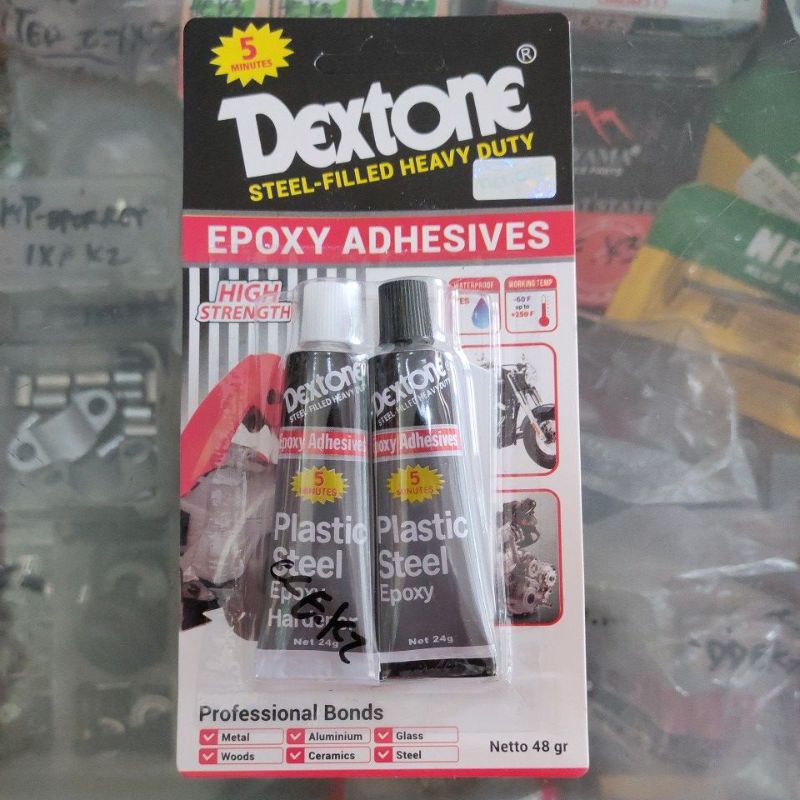 5
MINUTES
Dextone®
STEEL-FILLED HEAVY DUTY
EPOXY ADHESIVES
HIGH
STRENGTH
WATERPROOF
YES
WORKING TEMP
-60 F
up to
+250 F
Dextone
STEEL-FILLED HEAVY DUTY
Epoxy Adhesives
5
MINUTES
Plastic
Steel
Epoxy
Hardener
Net 24g
Dextone
STEEL-FILLED HEAVY DUTY
Epoxy Adhesives
5
MINUTES
Plastic
Steel
Epoxy
Net 24g
Professional Bonds
Metal
Aluminium
Glass
Woods
Ceramics
Steel
Netto 48 gr
NP